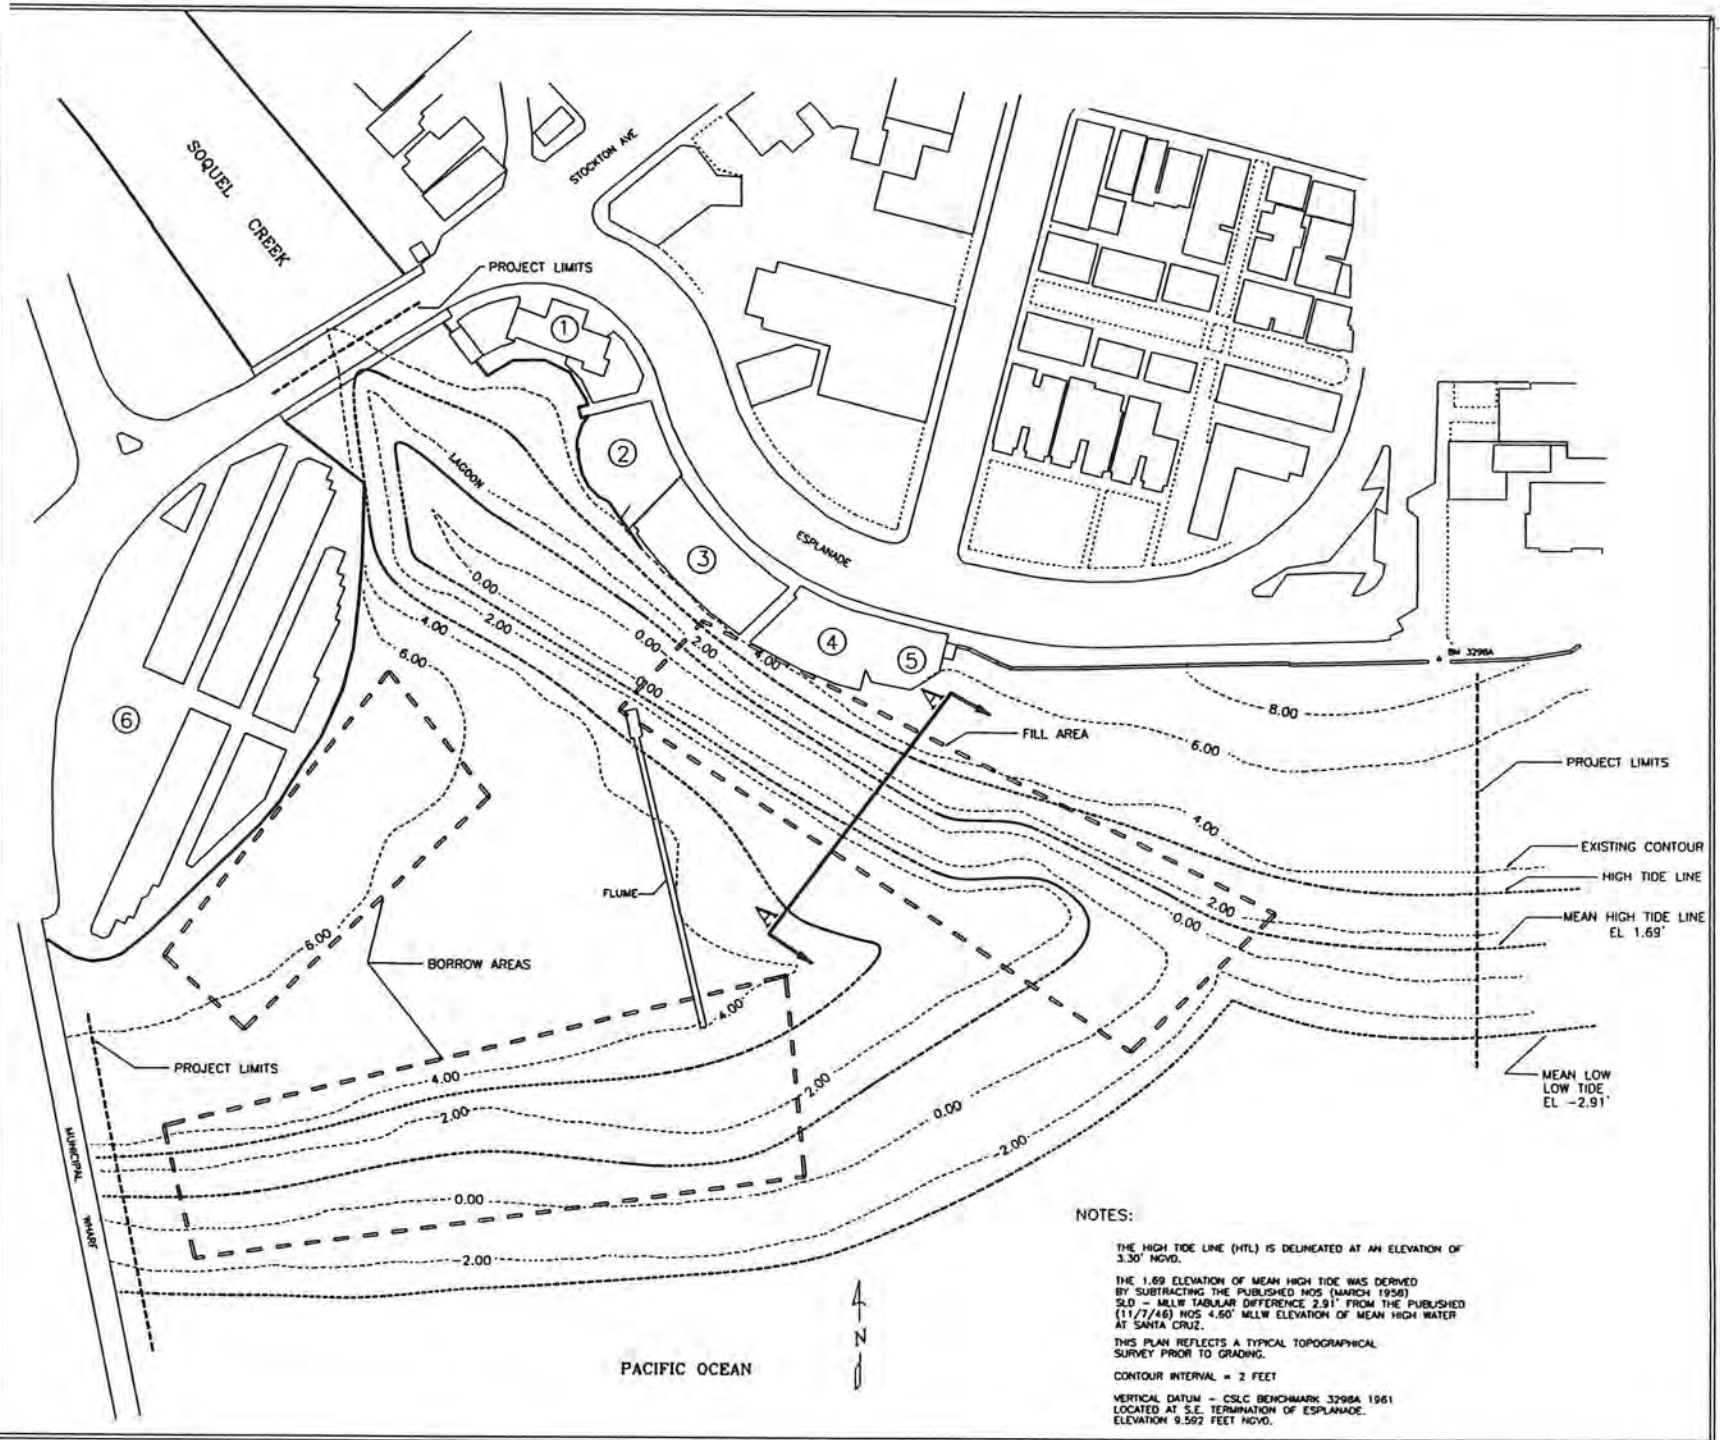 SOQUEL
CREEK
STOCKTON AVE
PROJECT LIMITS
1
2
LAGOON
3
ESPLANADE
4
5
6
BM 3298A
0.00
2.00
4.00
6.00
0.00
2.00
4.00
0.00
8.00
6.00
A
FILL AREA
PROJECT LIMITS
4.00
EXISTING CONTOUR
HIGH TIDE LINE
2.00
0.00
MEAN HIGH TIDE LINE
EL 1.69'
FLUME
A
6.00
BORROW AREAS
4.00
PROJECT LIMITS
4.00
2.00
2.00
0.00
-2.00
MEAN LOW
LOW TIDE
EL -2.91'
MUNICIPAL
WHARF
0.00
-2.00
N
PACIFIC OCEAN
NOTES:
THE HIGH TIDE LINE (HTL) IS DELINEATED AT AN ELEVATION OF
3.30' NGVD.
THE 1.69 ELEVATION OF MEAN HIGH TIDE WAS DERIVED
BY SUBTRACTING THE PUBLISHED NOS (MARCH 1958)
SLD - MLLW TABULAR DIFFERENCE 2.91' FROM THE PUBLISHED
(11/7/46) NOS 4.60' MLLW ELEVATION OF MEAN HIGH WATER
AT SANTA CRUZ.
THIS PLAN REFLECTS A TYPICAL TOPOGRAPHICAL
SURVEY PRIOR TO GRADING.
CONTOUR INTERVAL = 2 FEET
VERTICAL DATUM - CSLC BENCHMARK 3298A 1961
LOCATED AT S.E. TERMINATION OF ESPLANADE.
ELEVATION 9.592 FEET NGVD.